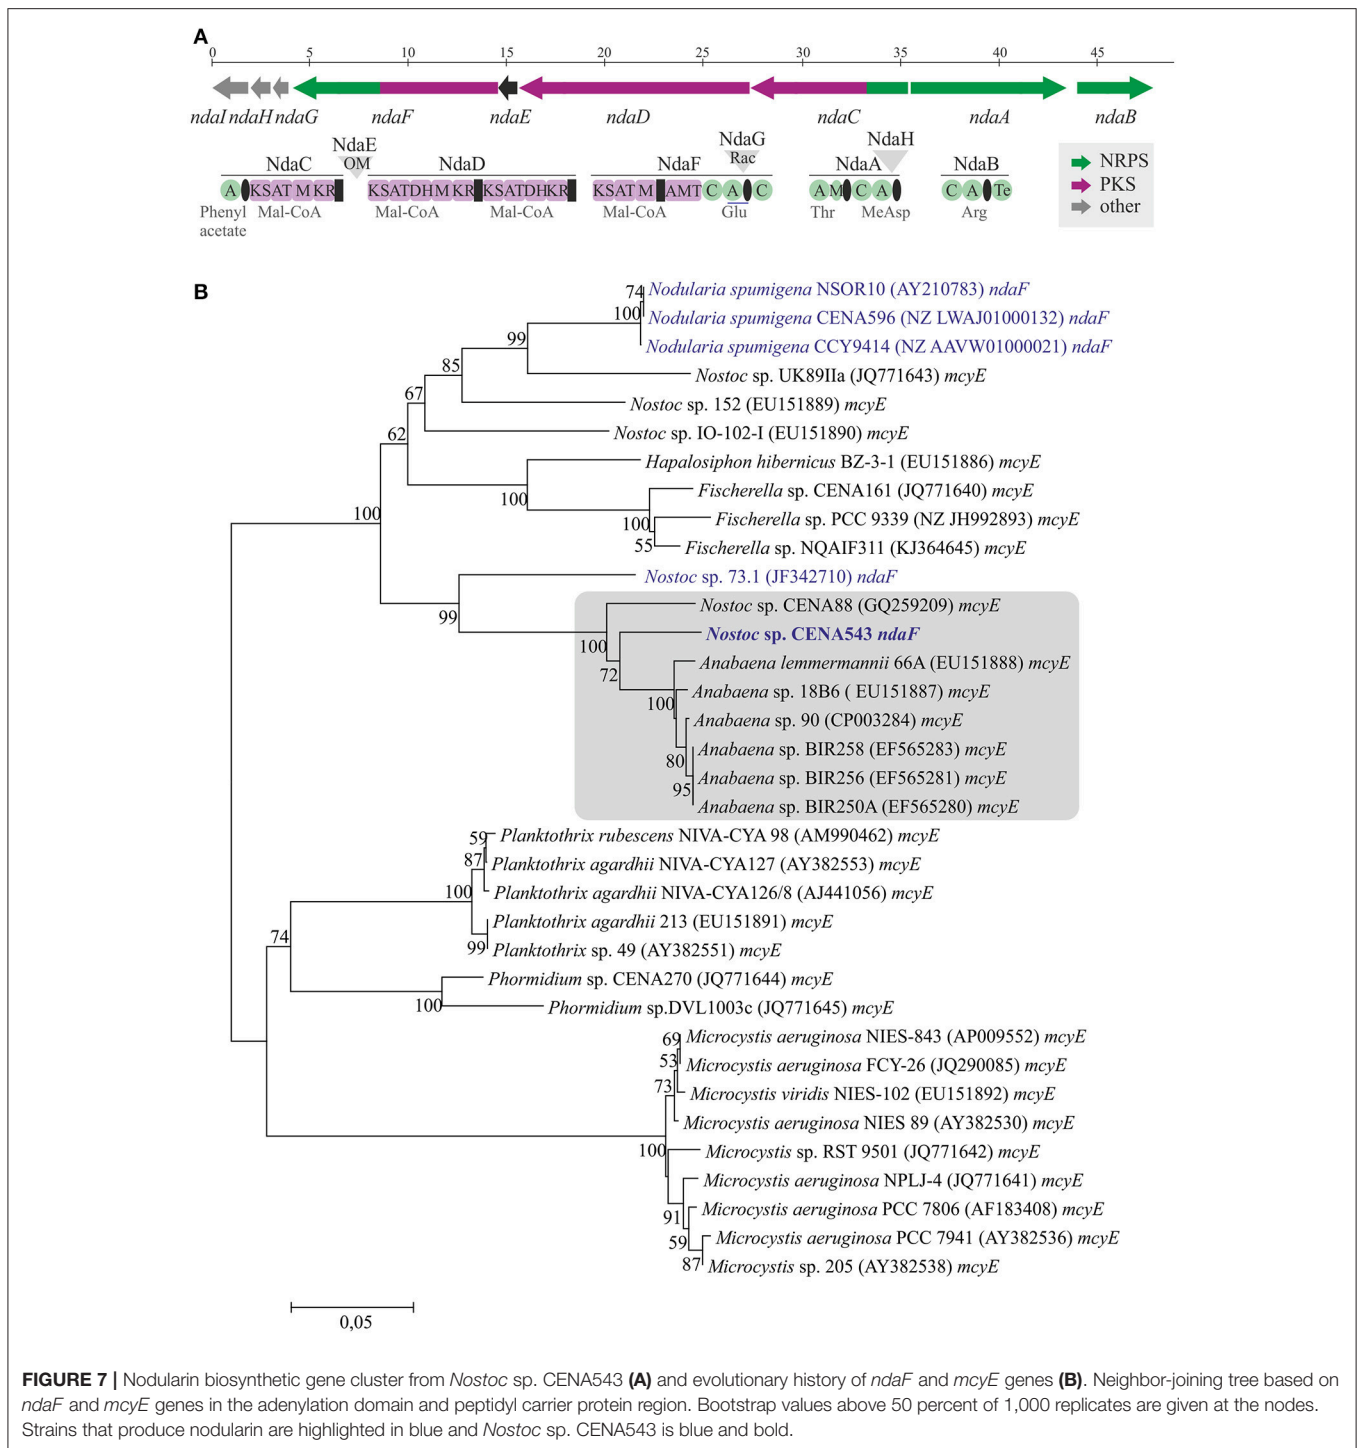 A
0 5 10 15 20 25 30 35 40 45
ndaI ndaH ndaG ndaF ndaE ndaD ndaC ndaA ndaB
NdaC NdaE OM NdaD NdaF NdaG Rac NdaA NdaH NdaB
A KS AT M KR KS AT DH M KR KS AT DH KR KS AT M AMT C A C A M C A C A Te
Phenyl acetate Mal-CoA Mal-CoA Mal-CoA Mal-CoA Glu Thr MeAsp Arg
NRPS
PKS
other
B
74 Nodularia spumigena NSOR10 (AY210783) ndaF
100 Nodularia spumigena CENA596 (NZ LWAJ01000132) ndaF
99 Nodularia spumigena CCY9414 (NZ AAVW01000021) ndaF
85 Nostoc sp. UK89IIa (JQ771643) mcyE
67 Nostoc sp. 152 (EU151889) mcyE
62 Nostoc sp. IO-102-I (EU151890) mcyE
Hapalosiphon hibernicus BZ-3-1 (EU151886) mcyE
100 Fischerella sp. CENA161 (JQ771640) mcyE
100 100 Fischerella sp. PCC 9339 (NZ JH992893) mcyE
55 Fischerella sp. NQAIF311 (KJ364645) mcyE
Nostoc sp. 73.1 (JF342710) ndaF
99 Nostoc sp. CENA88 (GQ259209) mcyE
Nostoc sp. CENA543 ndaF
100 Anabaena lemmermannii 66A (EU151888) mcyE
72 Anabaena sp. 18B6 ( EU151887) mcyE
100 Anabaena sp. 90 (CP003284) mcyE
Anabaena sp. BIR258 (EF565283) mcyE
80 Anabaena sp. BIR256 (EF565281) mcyE
95 Anabaena sp. BIR250A (EF565280) mcyE
59 Planktothrix rubescens NIVA-CYA 98 (AM990462) mcyE
87 Planktothrix agardhii NIVA-CYA127 (AY382553) mcyE
100 Planktothrix agardhii NIVA-CYA126/8 (AJ441056) mcyE
Planktothrix agardhii 213 (EU151891) mcyE
74 99 Planktothrix sp. 49 (AY382551) mcyE
Phormidium sp. CENA270 (JQ771644) mcyE
100 Phormidium sp.DVL1003c (JQ771645) mcyE
69 Microcystis aeruginosa NIES-843 (AP009552) mcyE
53 Microcystis aeruginosa FCY-26 (JQ290085) mcyE
73 Microcystis viridis NIES-102 (EU151892) mcyE
Microcystis aeruginosa NIES 89 (AY382530) mcyE
100 Microcystis sp. RST 9501 (JQ771642) mcyE
Microcystis aeruginosa NPLJ-4 (JQ771641) mcyE
91 Microcystis aeruginosa PCC 7806 (AF183408) mcyE
59 Microcystis aeruginosa PCC 7941 (AY382536) mcyE
87 Microcystis sp. 205 (AY382538) mcyE
0,05
FIGURE 7 | Nodularin biosynthetic gene cluster from Nostoc sp. CENA543 (A) and evolutionary history of ndaF and mcyE genes (B). Neighbor-joining tree based on
ndaF and mcyE genes in the adenylation domain and peptidyl carrier protein region. Bootstrap values above 50 percent of 1,000 replicates are given at the nodes.
Strains that produce nodularin are highlighted in blue and Nostoc sp. CENA543 is blue and bold.